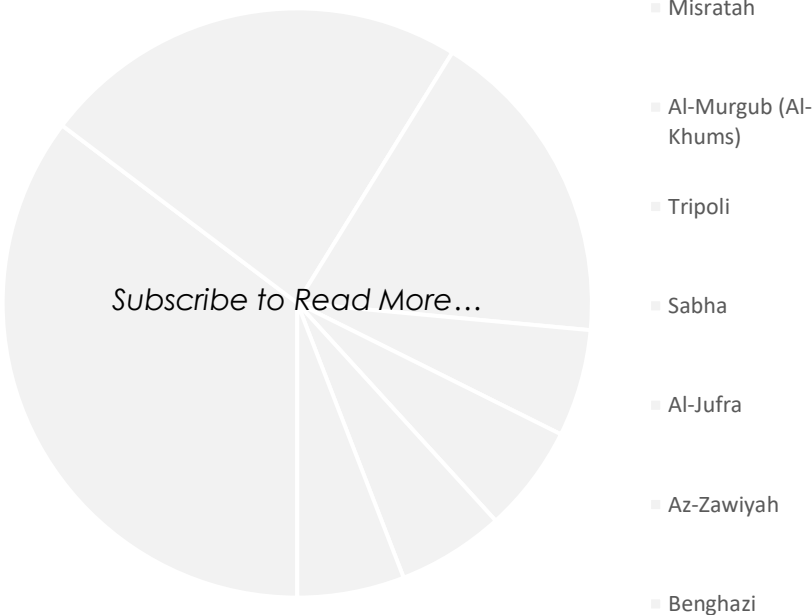 Misratah
Al-Murgub (Al-
Khums)
Tripoli
Subscribe to Read More…
Sabha
Al-Jufra
Az-Zawiyah
Benghazi